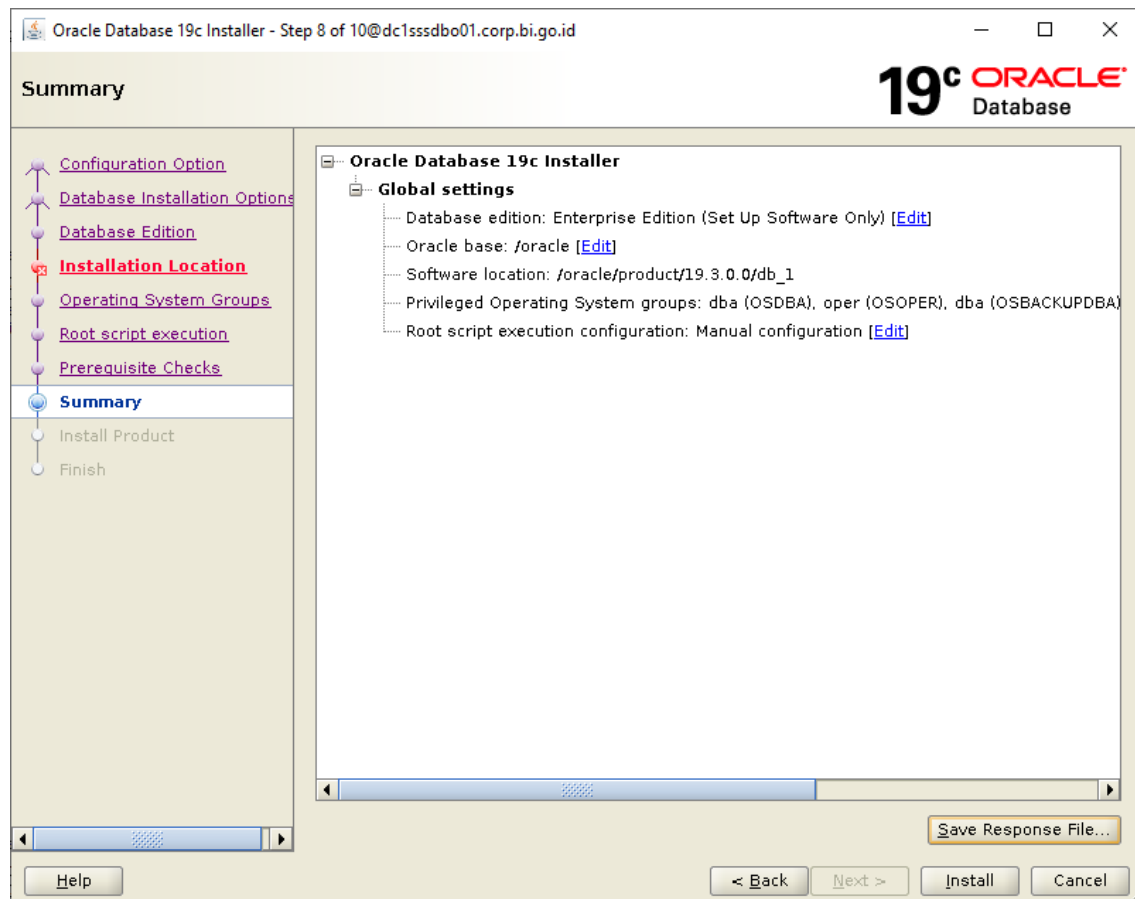 Oracle Database 19c Installer - Step 8 of 10@dc1sssdbo01.corp.bi.go.id
Summary
19c ORACLE
Database
Configuration Option
Database Installation Options
Database Edition
Installation Location
Operating System Groups
Root script execution
Prerequisite Checks
Summary
Install Product
Finish
Oracle Database 19c Installer
Global settings
Database edition: Enterprise Edition (Set Up Software Only) [Edit]
Oracle base: /oracle [Edit]
Software location: /oracle/product/19.3.0.0/db_1
Privileged Operating System groups: dba (OSDBA), oper (OSOPER), dba (OSBACKUPDBA)
Root script execution configuration: Manual configuration [Edit]
Save Response File...
Help
< Back
Next >
Install
Cancel